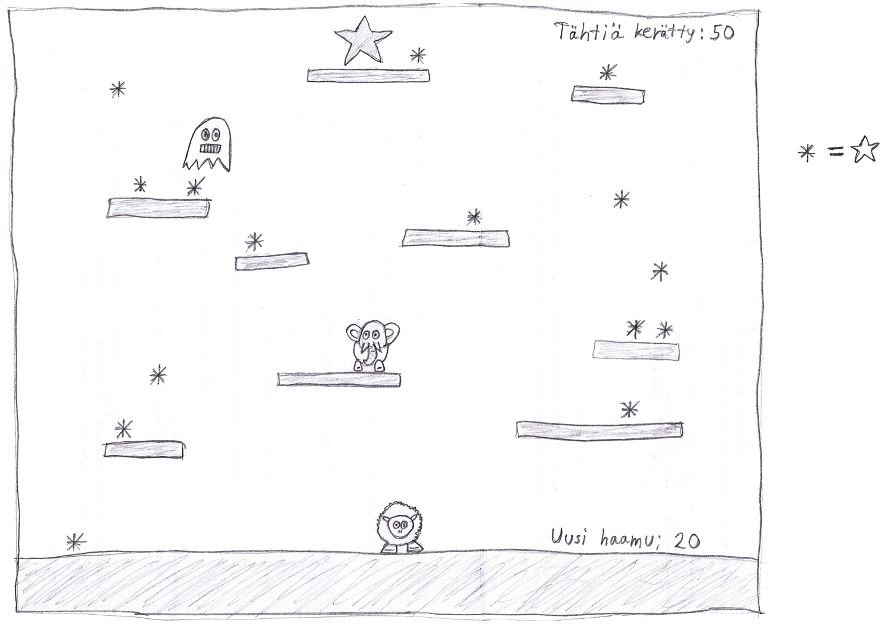 Tähtiä kerätty: 50
* = ☆
Uusi haamu: 20